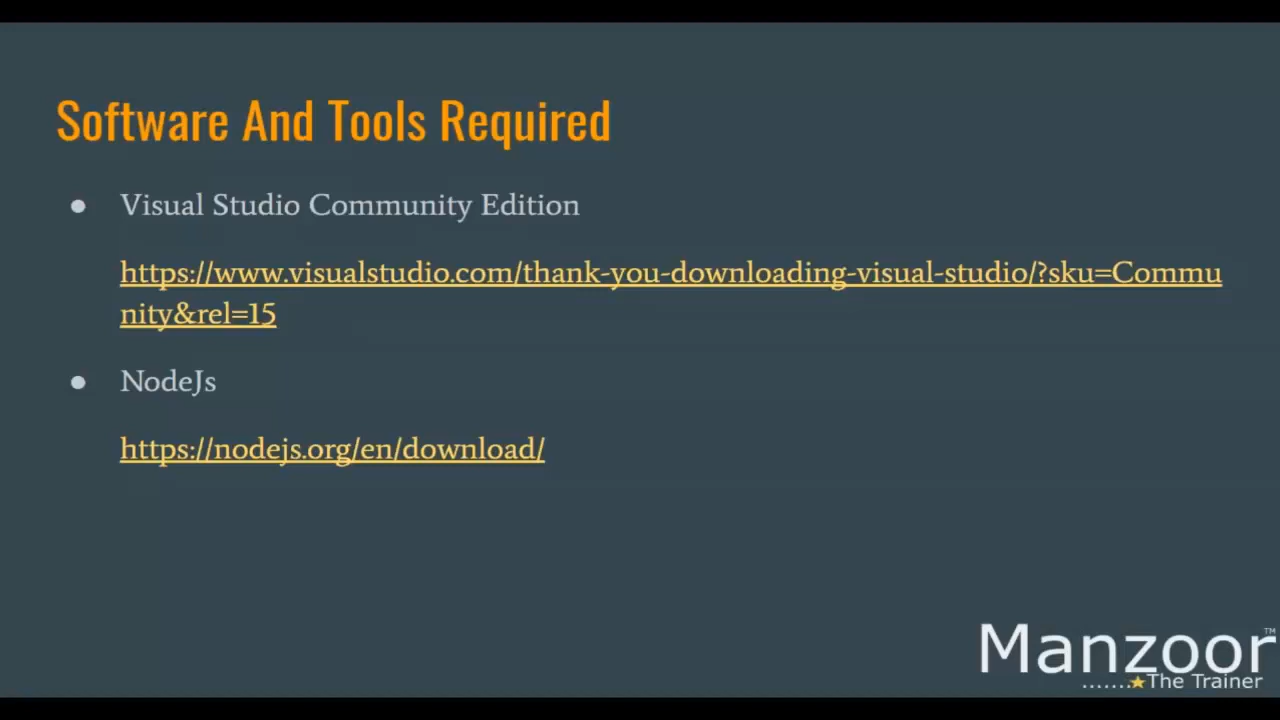 Software And Tools Required
● Visual Studio Community Edition
https://www.visualstudio.com/thank-you-downloading-visual-studio/?sku=Commu
nity&rel=15
● NodeJs
https://nodejs.org/en/download/
Manzoor™
.......★The Trainer